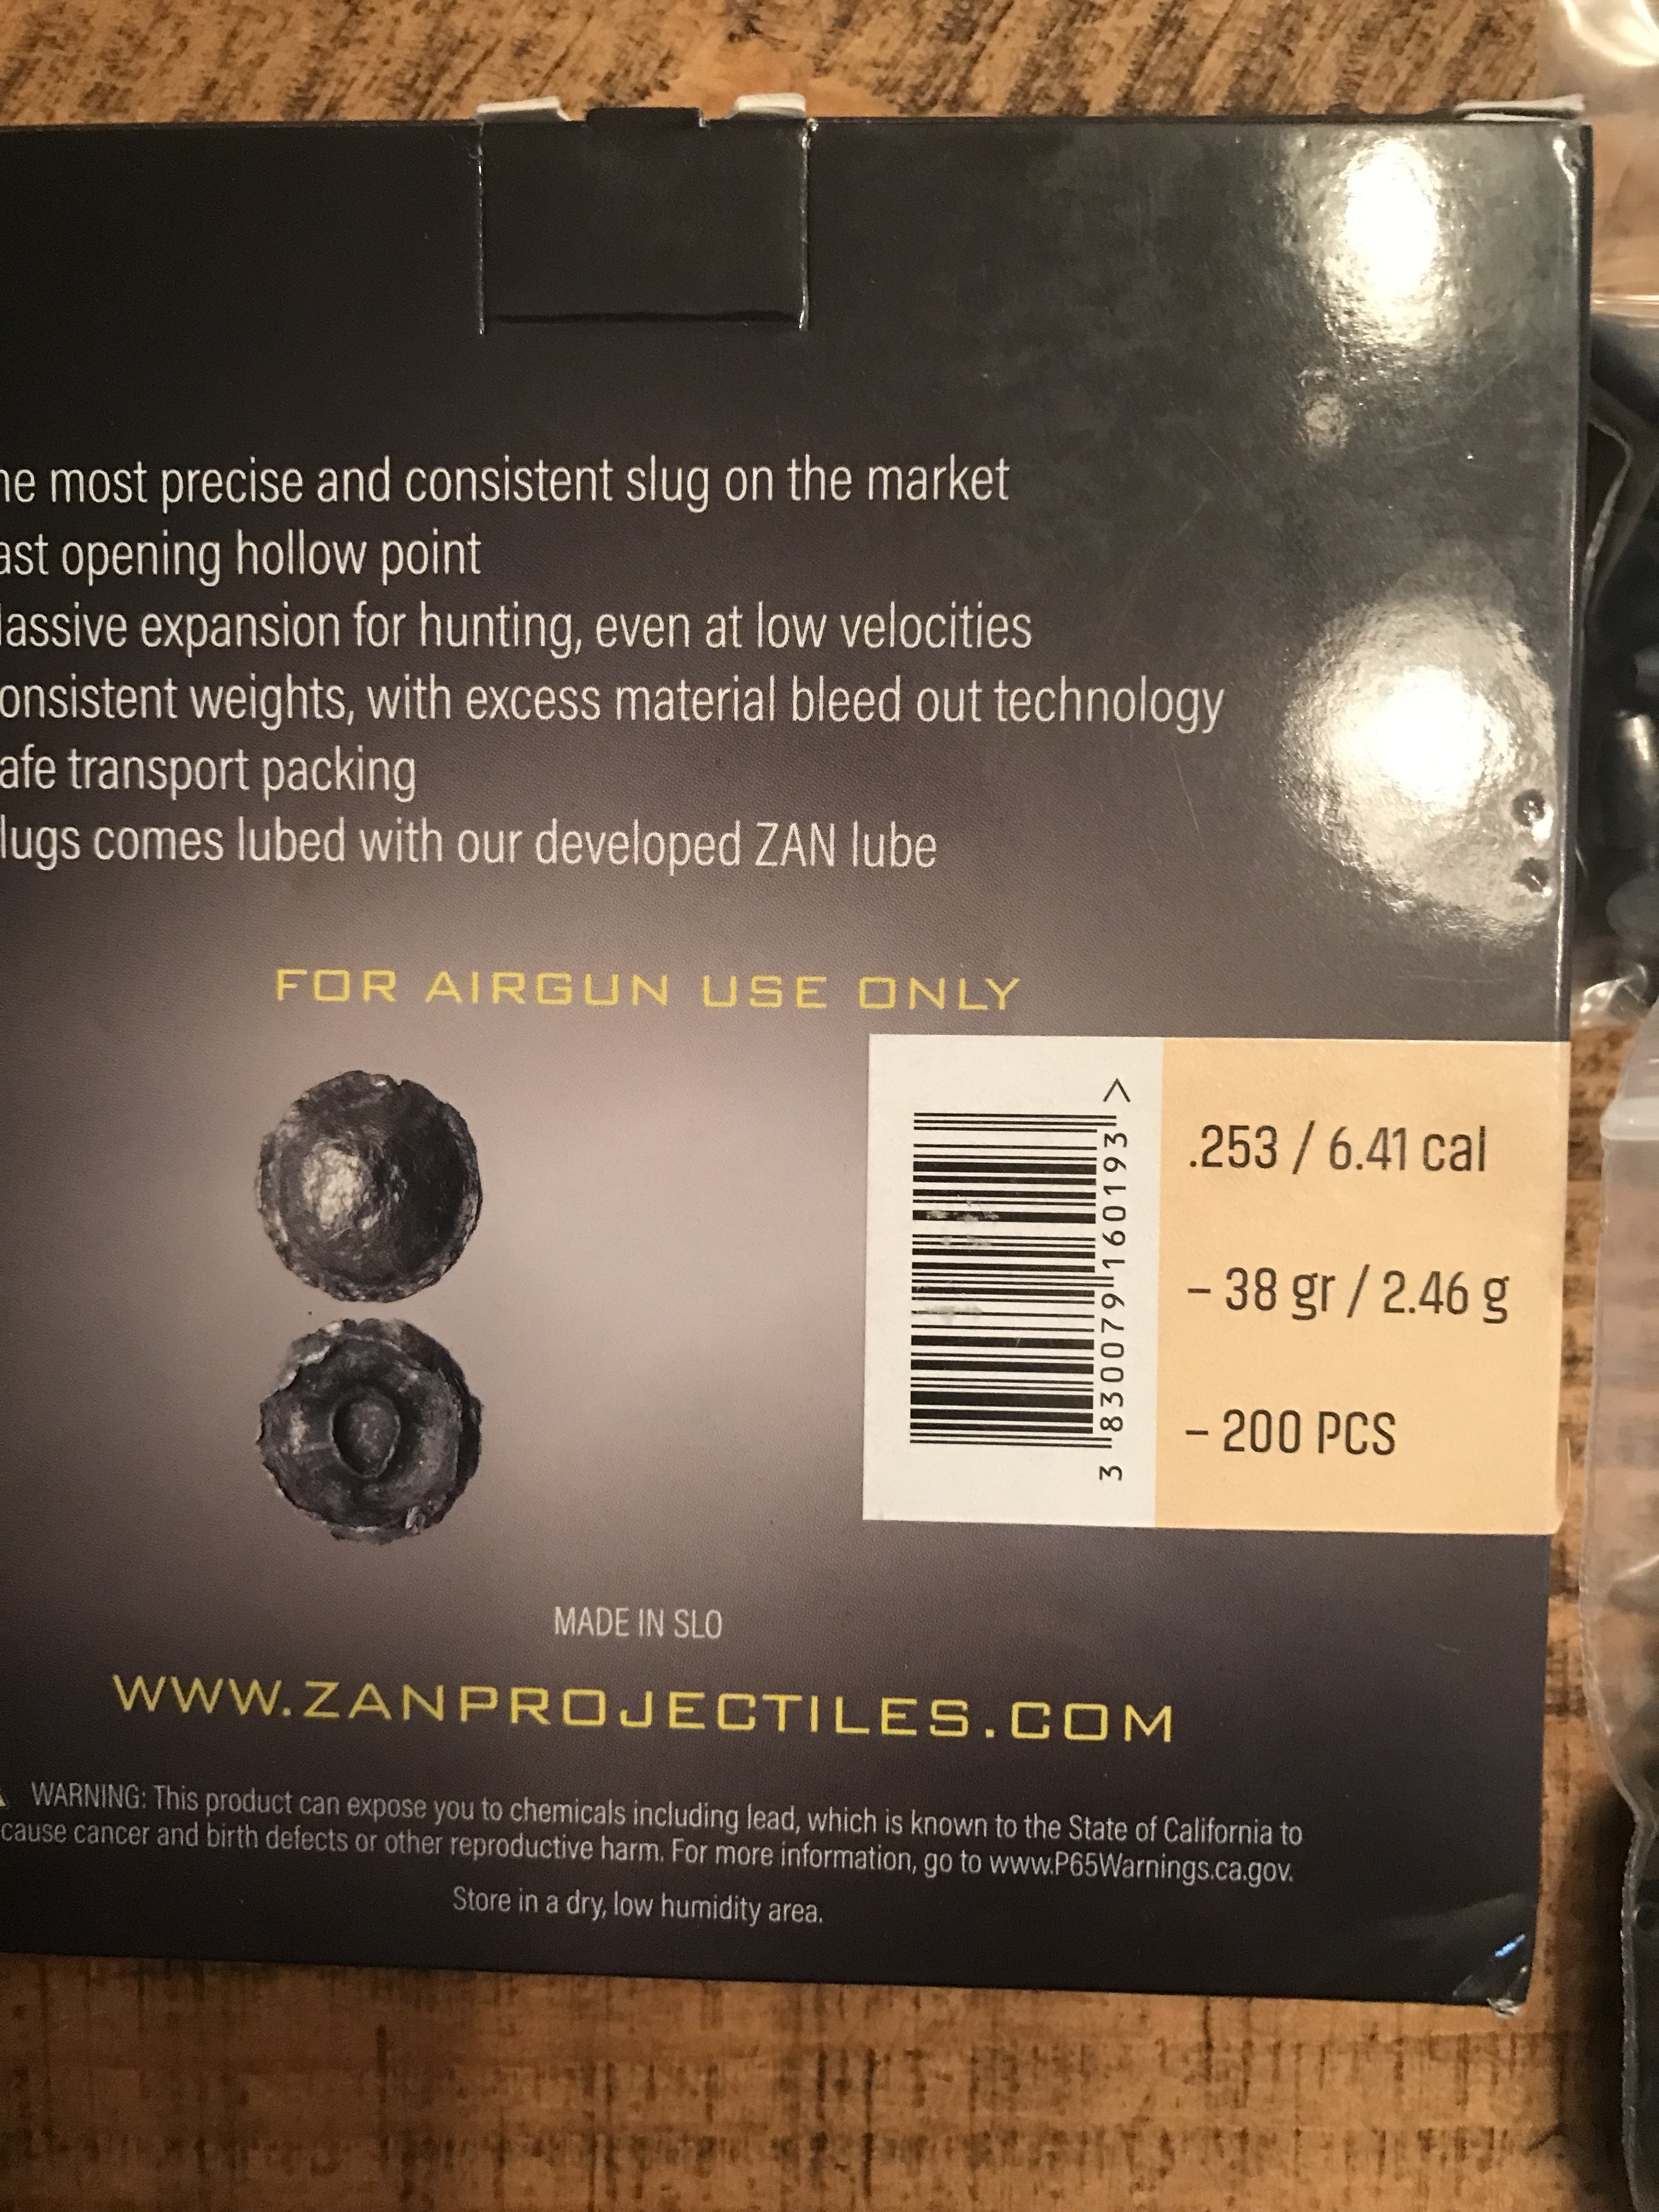 he most precise and consistent slug on the market
ast opening hollow point
assive expansion for hunting, even at low velocities
onsistent weights, with excess material bleed out technology
afe transport packing
lugs comes lubed with our developed ZAN lube
FOR AIRGUN USE ONLY
3 830079 160193 >
.253 / 6.41 cal
– 38 gr / 2.46 g
– 200 PCS
MADE IN SLO
WWW.ZANPROJECTILES.COM
WARNING: This product can expose you to chemicals including lead, which is known to the State of California to
cause cancer and birth defects or other reproductive harm. For more information, go to www.P65Warnings.ca.gov.
Store in a dry, low humidity area.